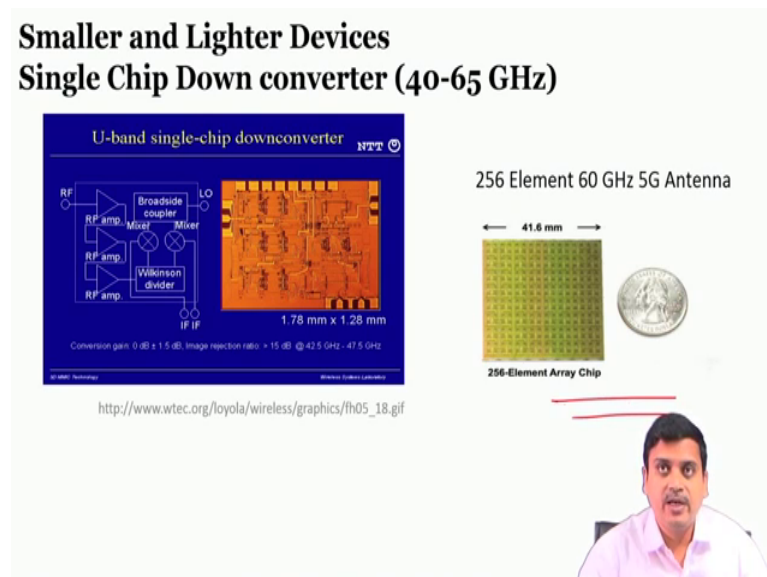 Smaller and Lighter Devices
Single Chip Down converter (40-65 GHz)
U-band single-chip downconverter
NTT
RF
LO
Broadside
coupler
RF amp.
Mixer
Mixer
RF amp.
Wilkinson
divider
RF amp.
IF IF
1.78 mm x 1.28 mm
Conversion gain: 0 dB ± 1.5 dB, Image rejection ratio: > 15 dB @ 42.5 GHz - 47.5 GHz
3D MMIC Technology
Wireless Systems Laboratories
http://www.wtec.org/loyola/wireless/graphics/fh05_18.gif
256 Element 60 GHz 5G Antenna
41.6 mm
256-Element Array Chip